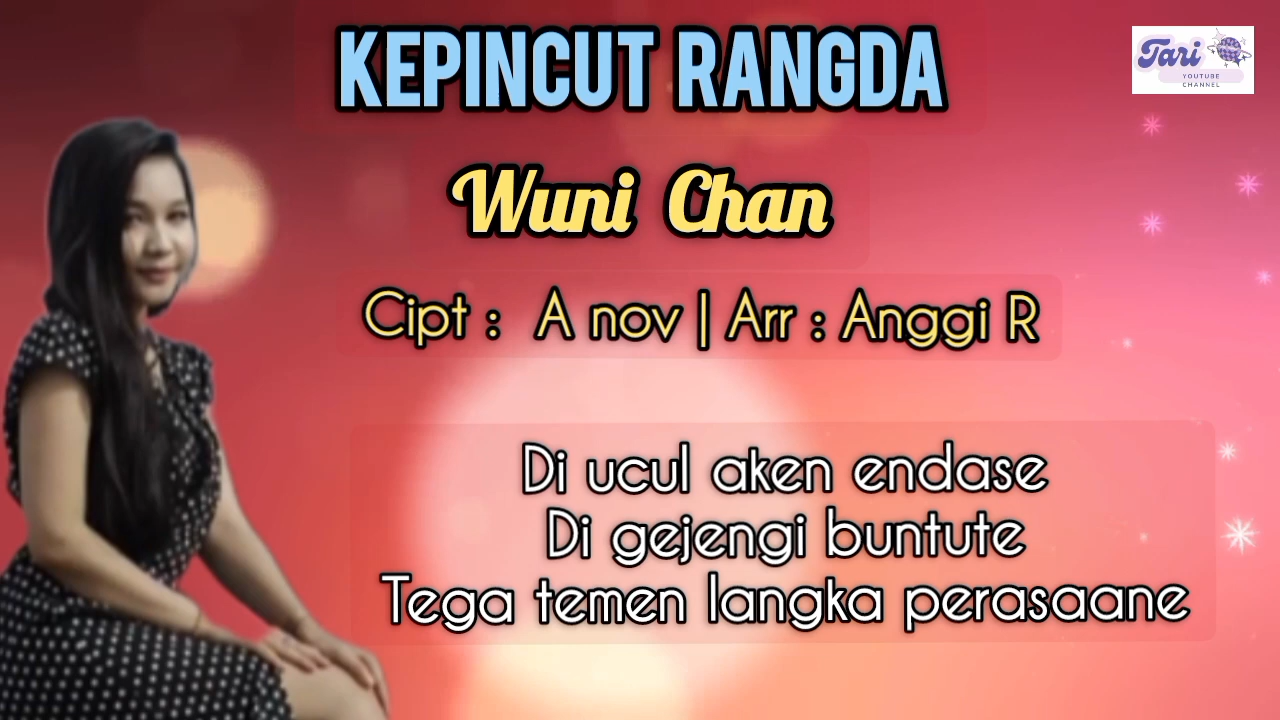 KEPINCUT RANGDA
Tari
YOUTUBE
CHANNEL
Wuni Chan
Cipt : A nov | Arr : Anggi R
Di ucul aken endase
Di gejengi buntute
Tega temen langka perasaane